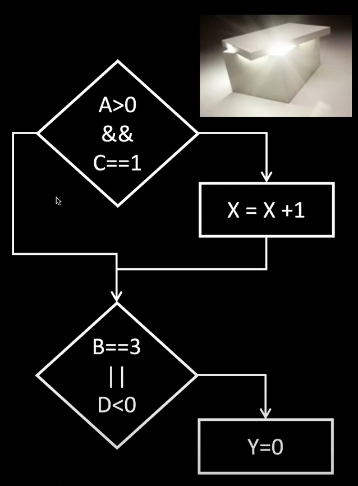 A>0
&&
C==1
X = X +1
B==3
||
D<0
Y=0